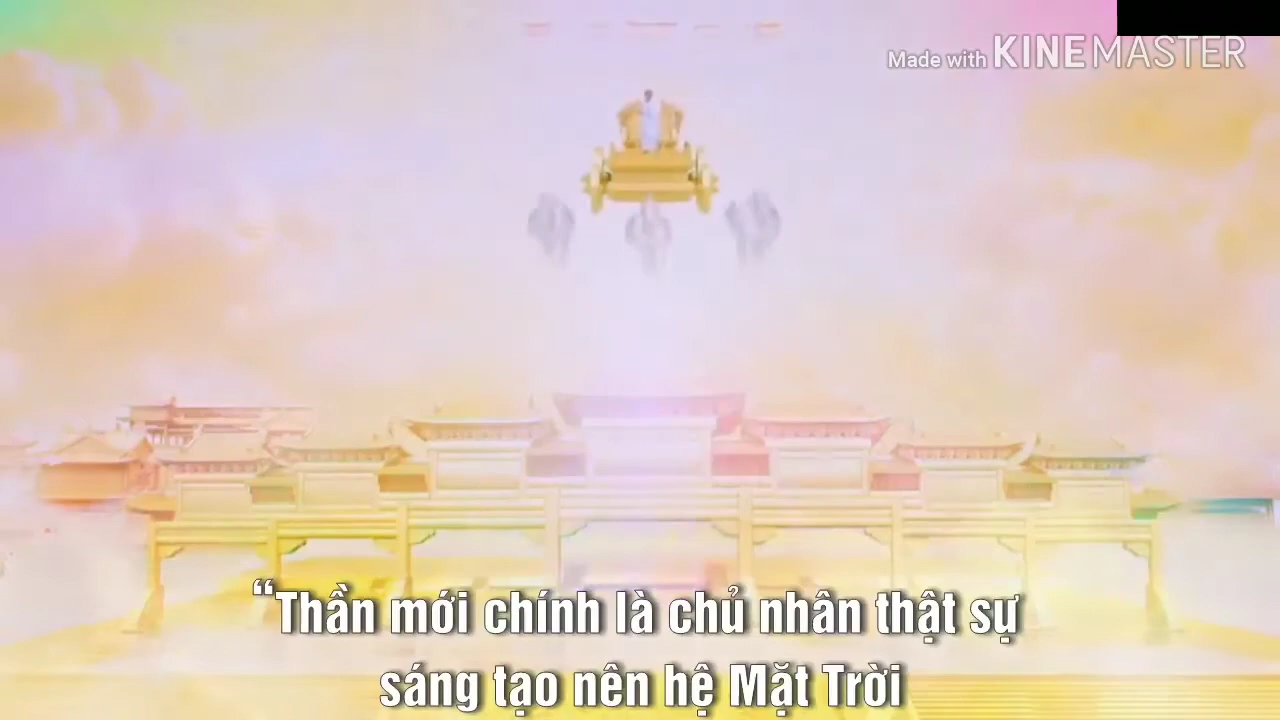 Made with KINEMASTER
“Thần mới chính là chủ nhân thật sự
sáng tạo nên hệ Mặt Trời